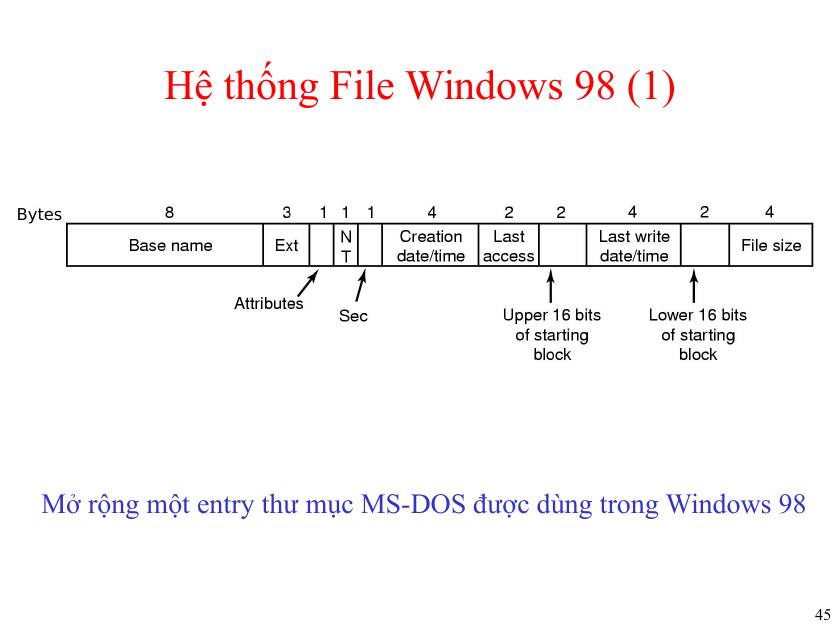 Hệ thống File Windows 98 (1)
Bytes 8 3 1 1 1 4 2 2 4 2 4
Base name Ext N T Creation date/time Last access Last write date/time File size
Attributes
Sec
Upper 16 bits
of starting
block
Lower 16 bits
of starting
block
Mở rộng một entry thư mục MS-DOS được dùng trong Windows 98
45